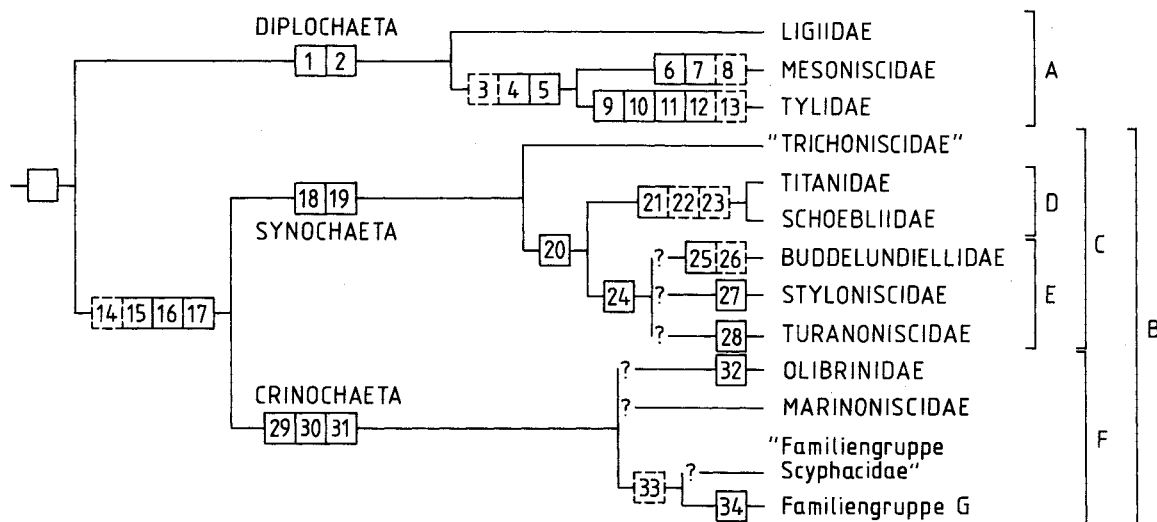 DIPLOCHAETA
1 2
LIGIIDAE
3 4 5
6 7 8
MESONISCIDAE
9 10 11 12 13
TYLIDAE
A
"TRICHONISCIDAE"
18 19
SYNOCHAETA
21 22 23
TITANIDAE
SCHOEBLIIDAE
D
20
? 25 26
BUDDELUNDIELLIDAE
24
? 27
STYLONISCIDAE
E
C
14 15 16 17
? 28
TURANONISCIDAE
B
? 32
OLIBRINIDAE
CRINOCHAETA
29 30 31
?
MARINONISCIDAE
F
"Familiengruppe
33
? Scyphacidae"
34
Familiengruppe G